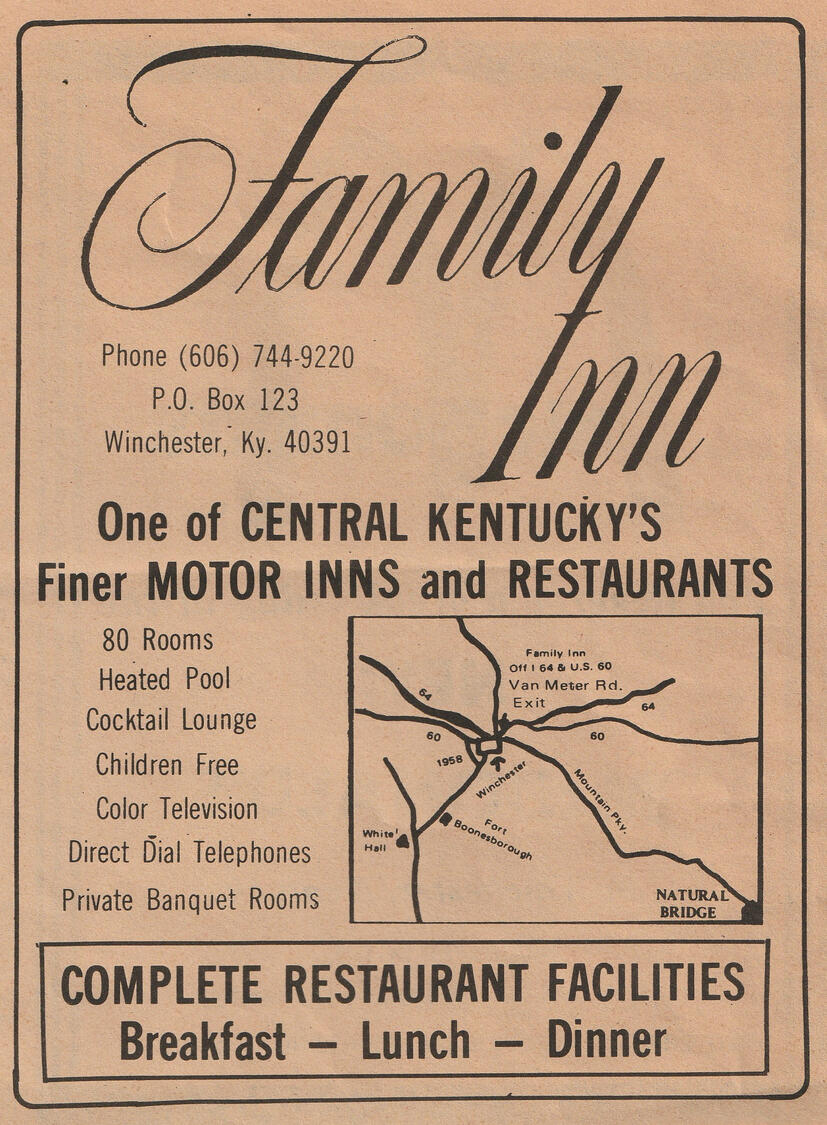 Family
Inn
Phone (606) 744-9220
P.O. Box 123
Winchester, Ky. 40391
One of CENTRAL KENTUCKY'S
Finer MOTOR INNS and RESTAURANTS
80 Rooms
Heated Pool
Cocktail Lounge
Children Free
Color Television
Direct Dial Telephones
Private Banquet Rooms
Family Inn
Off I 64 & U.S. 60
Van Meter Rd.
Exit
64
64
60
60
1958
Winchester
Mountain Pky.
Fort
Boonesborough
White
Hall
NATURAL
BRIDGE
COMPLETE RESTAURANT FACILITIES
Breakfast — Lunch — Dinner